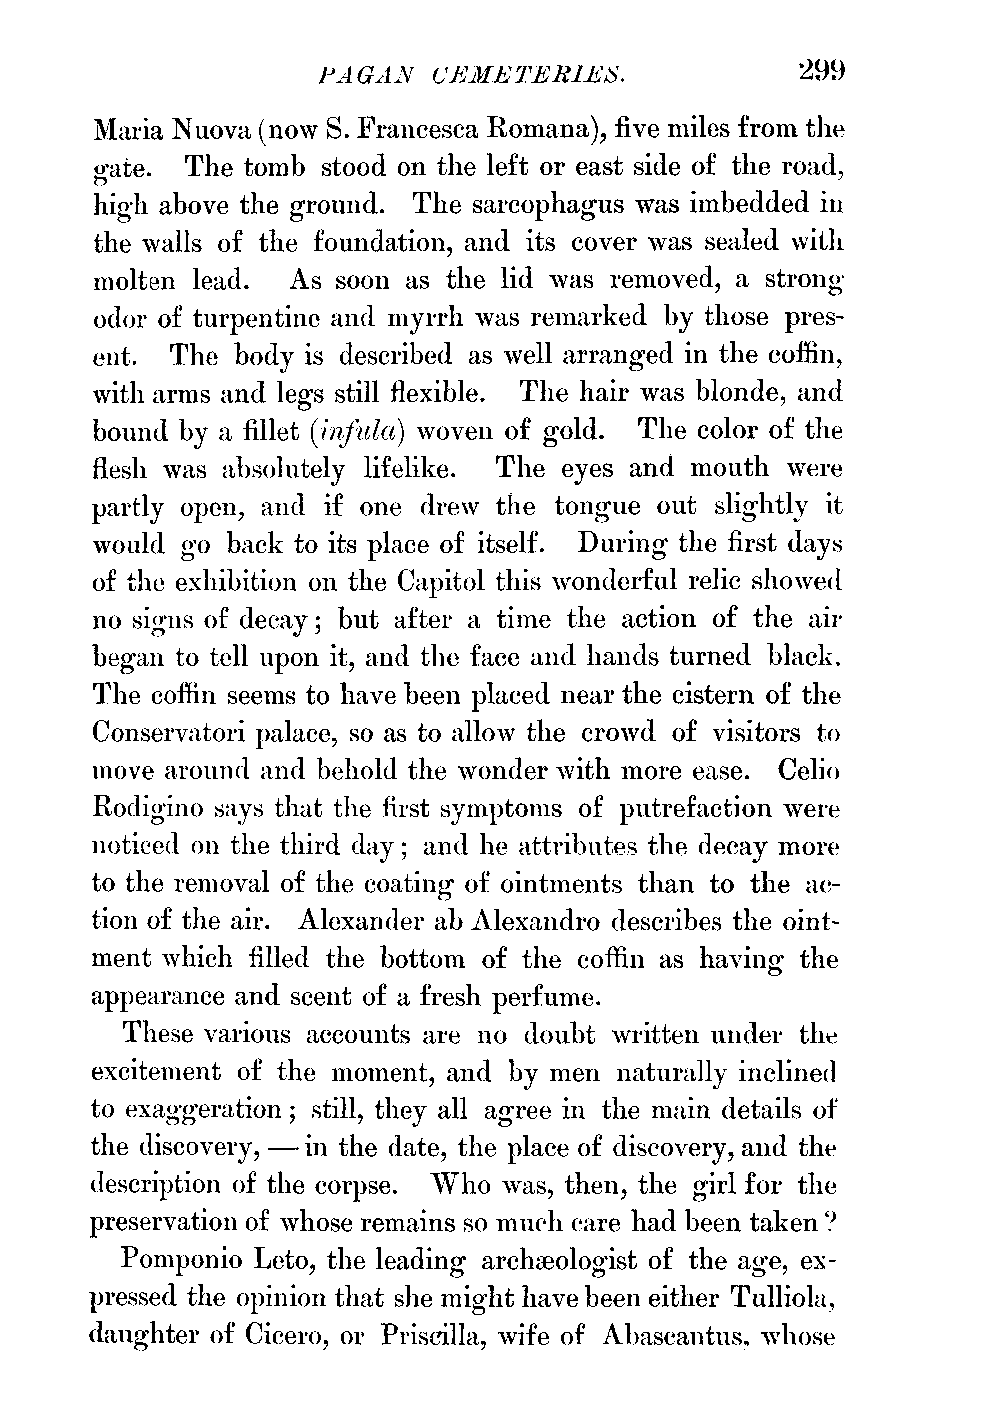 PAGAN CEMETERIES. 299
Maria Nuova (now S. Francesca Romana), five miles from the
gate. The tomb stood on the left or east side of the road,
high above the ground. The sarcophagus was imbedded in
the walls of the foundation, and its cover was sealed with
molten lead. As soon as the lid was removed, a strong
odor of turpentine and myrrh was remarked by those pres-
ent. The body is described as well arranged in the coffin,
with arms and legs still flexible. The hair was blonde, and
bound by a fillet (infula) woven of gold. The color of the
flesh was absolutely lifelike. The eyes and mouth were
partly open, and if one drew the tongue out slightly it
would go back to its place of itself. During the first days
of the exhibition on the Capitol this wonderful relic showed
no signs of decay; but after a time the action of the air
began to tell upon it, and the face and hands turned black.
The coffin seems to have been placed near the cistern of the
Conservatori palace, so as to allow the crowd of visitors to
move around and behold the wonder with more ease. Celio
Rodigino says that the first symptoms of putrefaction were
noticed on the third day; and he attributes the decay more
to the removal of the coating of ointments than to the ac-
tion of the air. Alexander ab Alexandro describes the oint-
ment which filled the bottom of the coffin as having the
appearance and scent of a fresh perfume.
These various accounts are no doubt written under the
excitement of the moment, and by men naturally inclined
to exaggeration; still, they all agree in the main details of
the discovery, — in the date, the place of discovery, and the
description of the corpse. Who was, then, the girl for the
preservation of whose remains so much care had been taken?
Pomponio Leto, the leading archæologist of the age, ex-
pressed the opinion that she might have been either Tulliola,
daughter of Cicero, or Priscilla, wife of Abascantus, whose